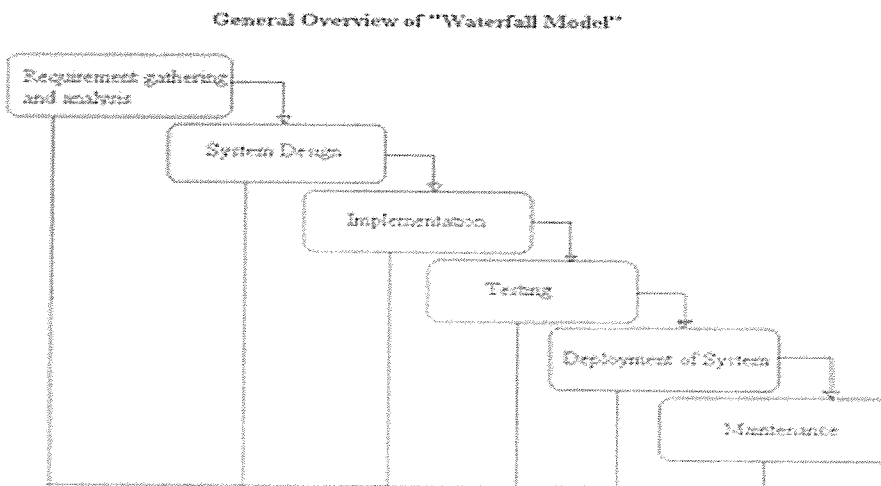 General Overview of "Waterfall Model"
Requirement gathering
and analysis
System Design
Implementation
Testing
Deployment of System
Maintenance